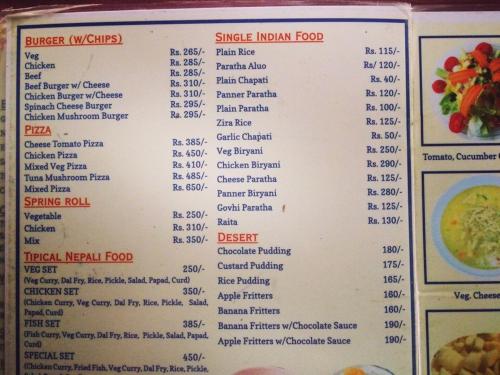 BURGER (W/CHIPS)
Veg Rs. 265/-
Chicken Rs. 285/-
Beef Rs. 285/-
Beef Burger w/ Cheese Rs. 310/-
Chicken Burger w/Cheese Rs. 310/-
Spinach Cheese Burger Rs. 295/-
Chicken Mushroom Burger Rs. 295/-
PIZZA
Cheese Tomato Pizza Rs. 385/-
Chicken Pizza Rs. 450/-
Mixed Veg Pizza Rs. 410/-
Tuna Mushroom Pizza Rs. 485/-
Mixed Pizza Rs. 650/-
SPRING ROLL
Vegetable Rs. 250/-
Chicken Rs. 310/-
Mix Rs. 350/-
TIPICAL NEPALI FOOD
VEG SET 250/-
(Veg Curry, Dal Fry, Rice, Pickle, Salad, Papad, Curd)
CHICKEN SET 350/-
(Chicken Curry, Veg Curry, Dal Fry, Rice, Pickle, Salad,
Papad, Curd)
FISH SET 385/-
(Fish Curry, Veg Curry, Dal Fry, Rice, Pickle, Salad, Papad,
Curd)
SPECIAL SET 450/-
(Chicken Curry, Fried Fish, Veg Curry, Dal Fry, Rice, Pickle,
SINGLE INDIAN FOOD
Plain Rice Rs. 115/-
Paratha Aluo Rs/ 120/-
Plain Chapati Rs. 40/-
Panner Paratha Rs. 120/-
Plain Paratha Rs. 100/-
Zira Rice Rs. 125/-
Garlic Chapati Rs. 50/-
Veg Biryani Rs. 250/-
Chicken Biryani Rs. 290/-
Cheese Paratha Rs. 125/-
Panner Biryani Rs. 280/-
Govhi Paratha Rs. 125/-
Raita Rs. 130/-
DESERT
Chocolate Pudding 180/-
Custard Pudding 175/-
Rice Pudding 165/-
Apple Fritters 160/-
Banana Fritters 160/-
Banana Fritters w/Chocolate Sauce 190/-
Apple Fritters w/Chocolate Sauce 190/-
Tomato, Cucumber
Veg. Cheese